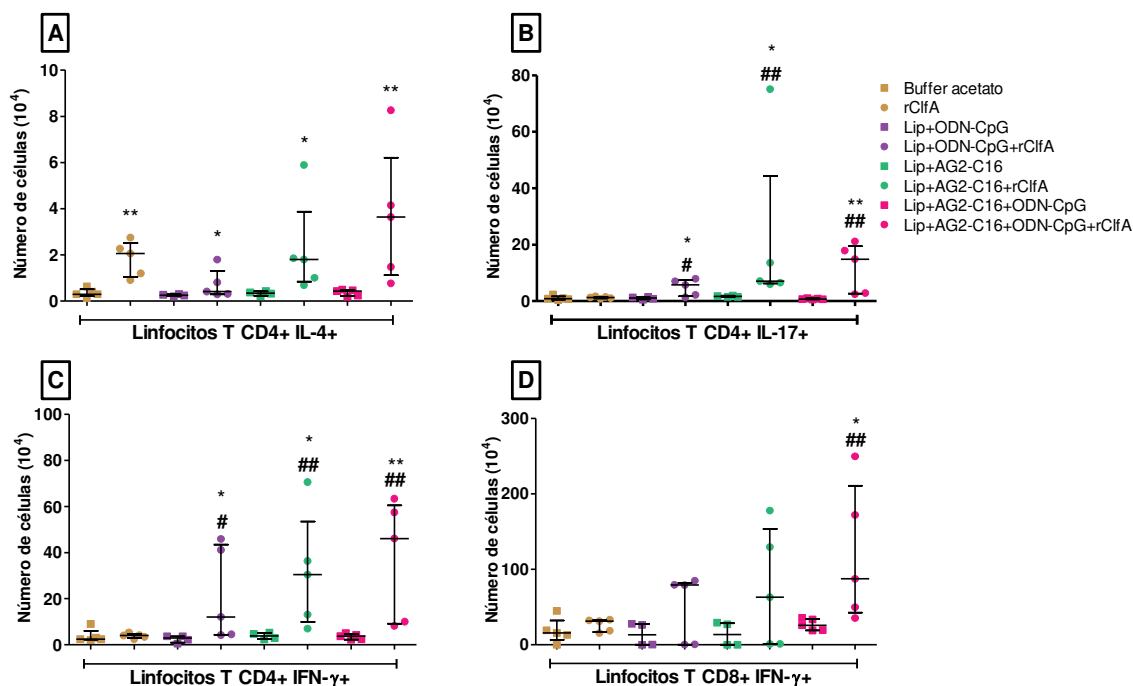 A
Número de células (10⁴)
10
8
6
4
2
0
**
*
*
**
Linfocitos T CD4+ IL-4+
B
Número de células (10⁴)
80
60
40
20
0
*
#
*
##
**
##
Linfocitos T CD4+ IL-17+
Buffer acetato
rClfA
Lip+ODN-CpG
Lip+ODN-CpG+rClfA
Lip+AG2-C16
Lip+AG2-C16+rClfA
Lip+AG2-C16+ODN-CpG
Lip+AG2-C16+ODN-CpG+rClfA
C
Número de células (10⁴)
100
80
60
40
20
0
*
#
*
##
**
##
Linfocitos T CD4+ IFN-γ+
D
Número de células (10⁴)
300
200
100
0
*
##
Linfocitos T CD8+ IFN-γ+